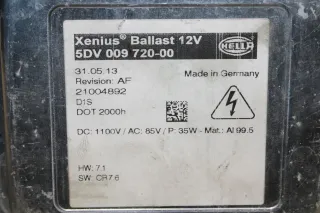 Xenius® Ballast 12V
5DV 009 720-00
HELLA
31.05.13
Made in Germany
Revision: AF
21004892
D1S
DOT 2000h
DC: 1100V/ AC: 85V / P: 35W - Mat.: Al 99.5
HW: 7.1
SW: CR7.6